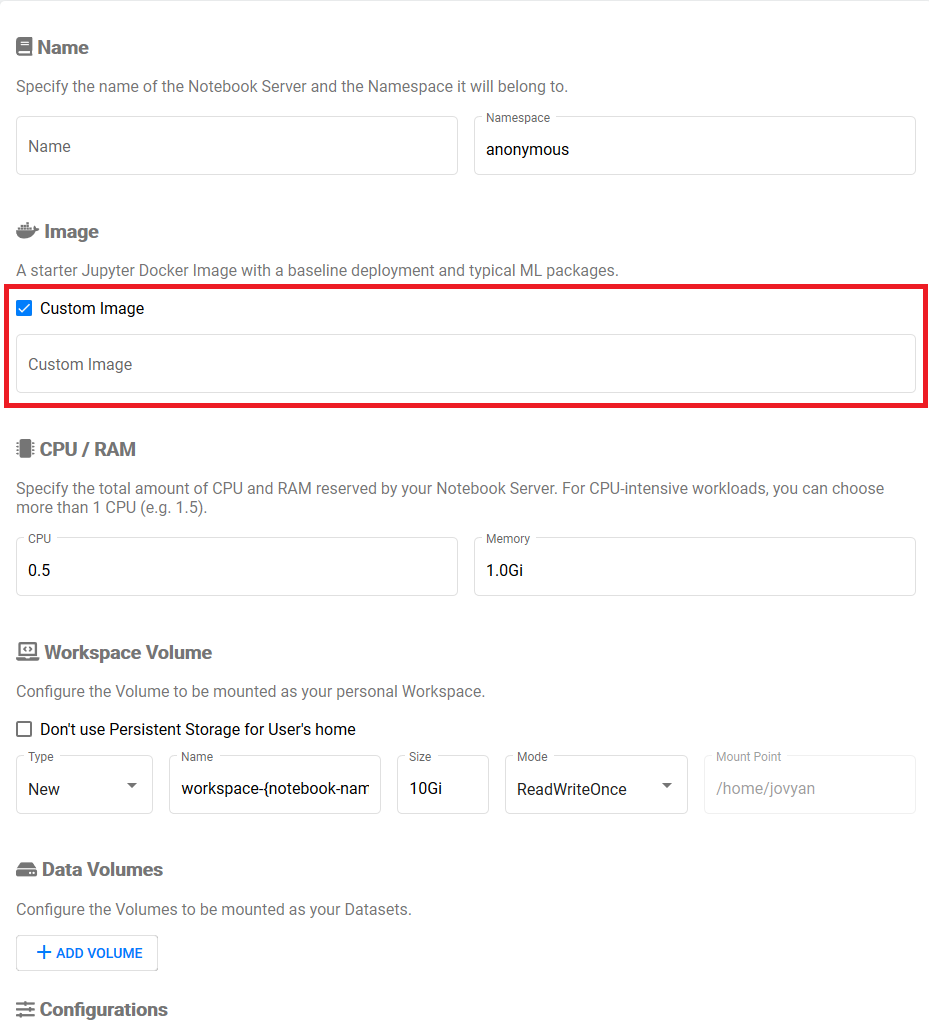 Name
Specify the name of the Notebook Server and the Namespace it will belong to.
Name
Namespace
anonymous
Image
A starter Jupyter Docker Image with a baseline deployment and typical ML packages.
Custom Image
Custom Image
CPU / RAM
Specify the total amount of CPU and RAM reserved by your Notebook Server. For CPU-intensive workloads, you can choose
more than 1 CPU (e.g. 1.5).
CPU
0.5
Memory
1.0Gi
Workspace Volume
Configure the Volume to be mounted as your personal Workspace.
Don't use Persistent Storage for User's home
Type
New
Name
workspace-{notebook-nam
Size
10Gi
Mode
ReadWriteOnce
Mount Point
/home/jovyan
Data Volumes
Configure the Volumes to be mounted as your Datasets.
ADD VOLUME
Configurations